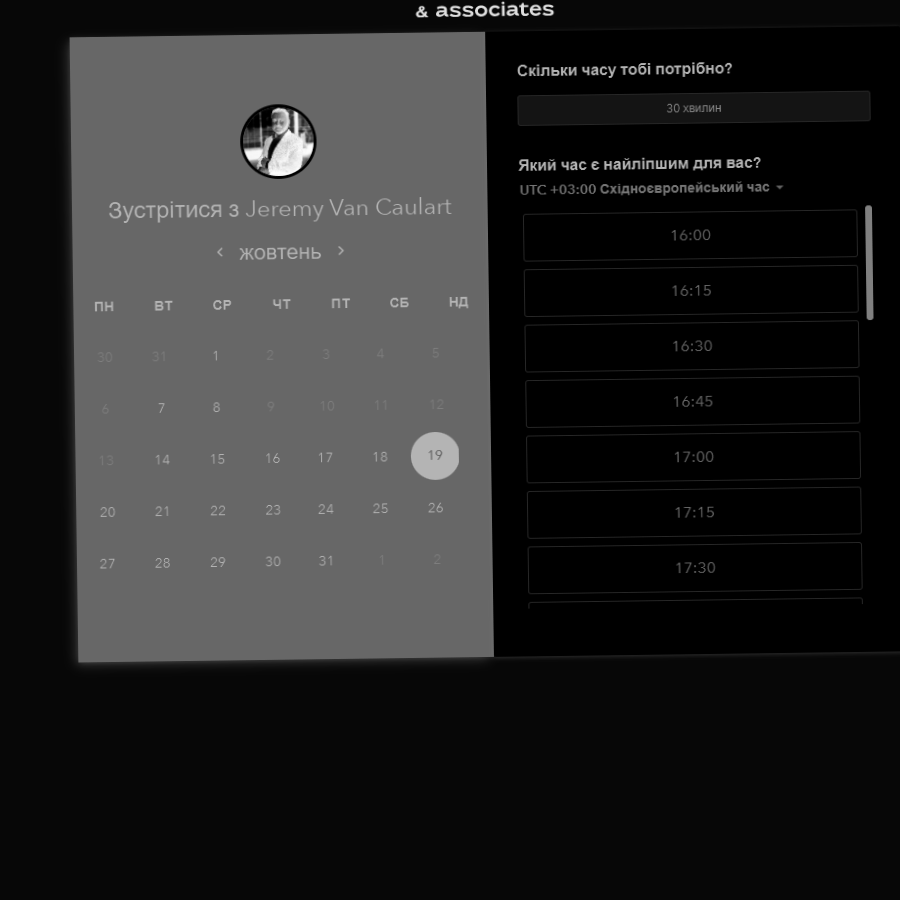 & associates
Зустрітися з Jeremy Van Caulart
жовтень
ПН ВТ СР ЧТ ПТ СБ НД
30 31 1 2 3 4 5
6 7 8 9 10 11 12
13 14 15 16 17 18 19
20 21 22 23 24 25 26
27 28 29 30 31 1 2
Скільки часу тобі потрібно?
30 хвилин
Який час є найліпшим для вас?
UTC +03:00 Східноєвропейський час
16:00
16:15
16:30
16:45
17:00
17:15
17:30